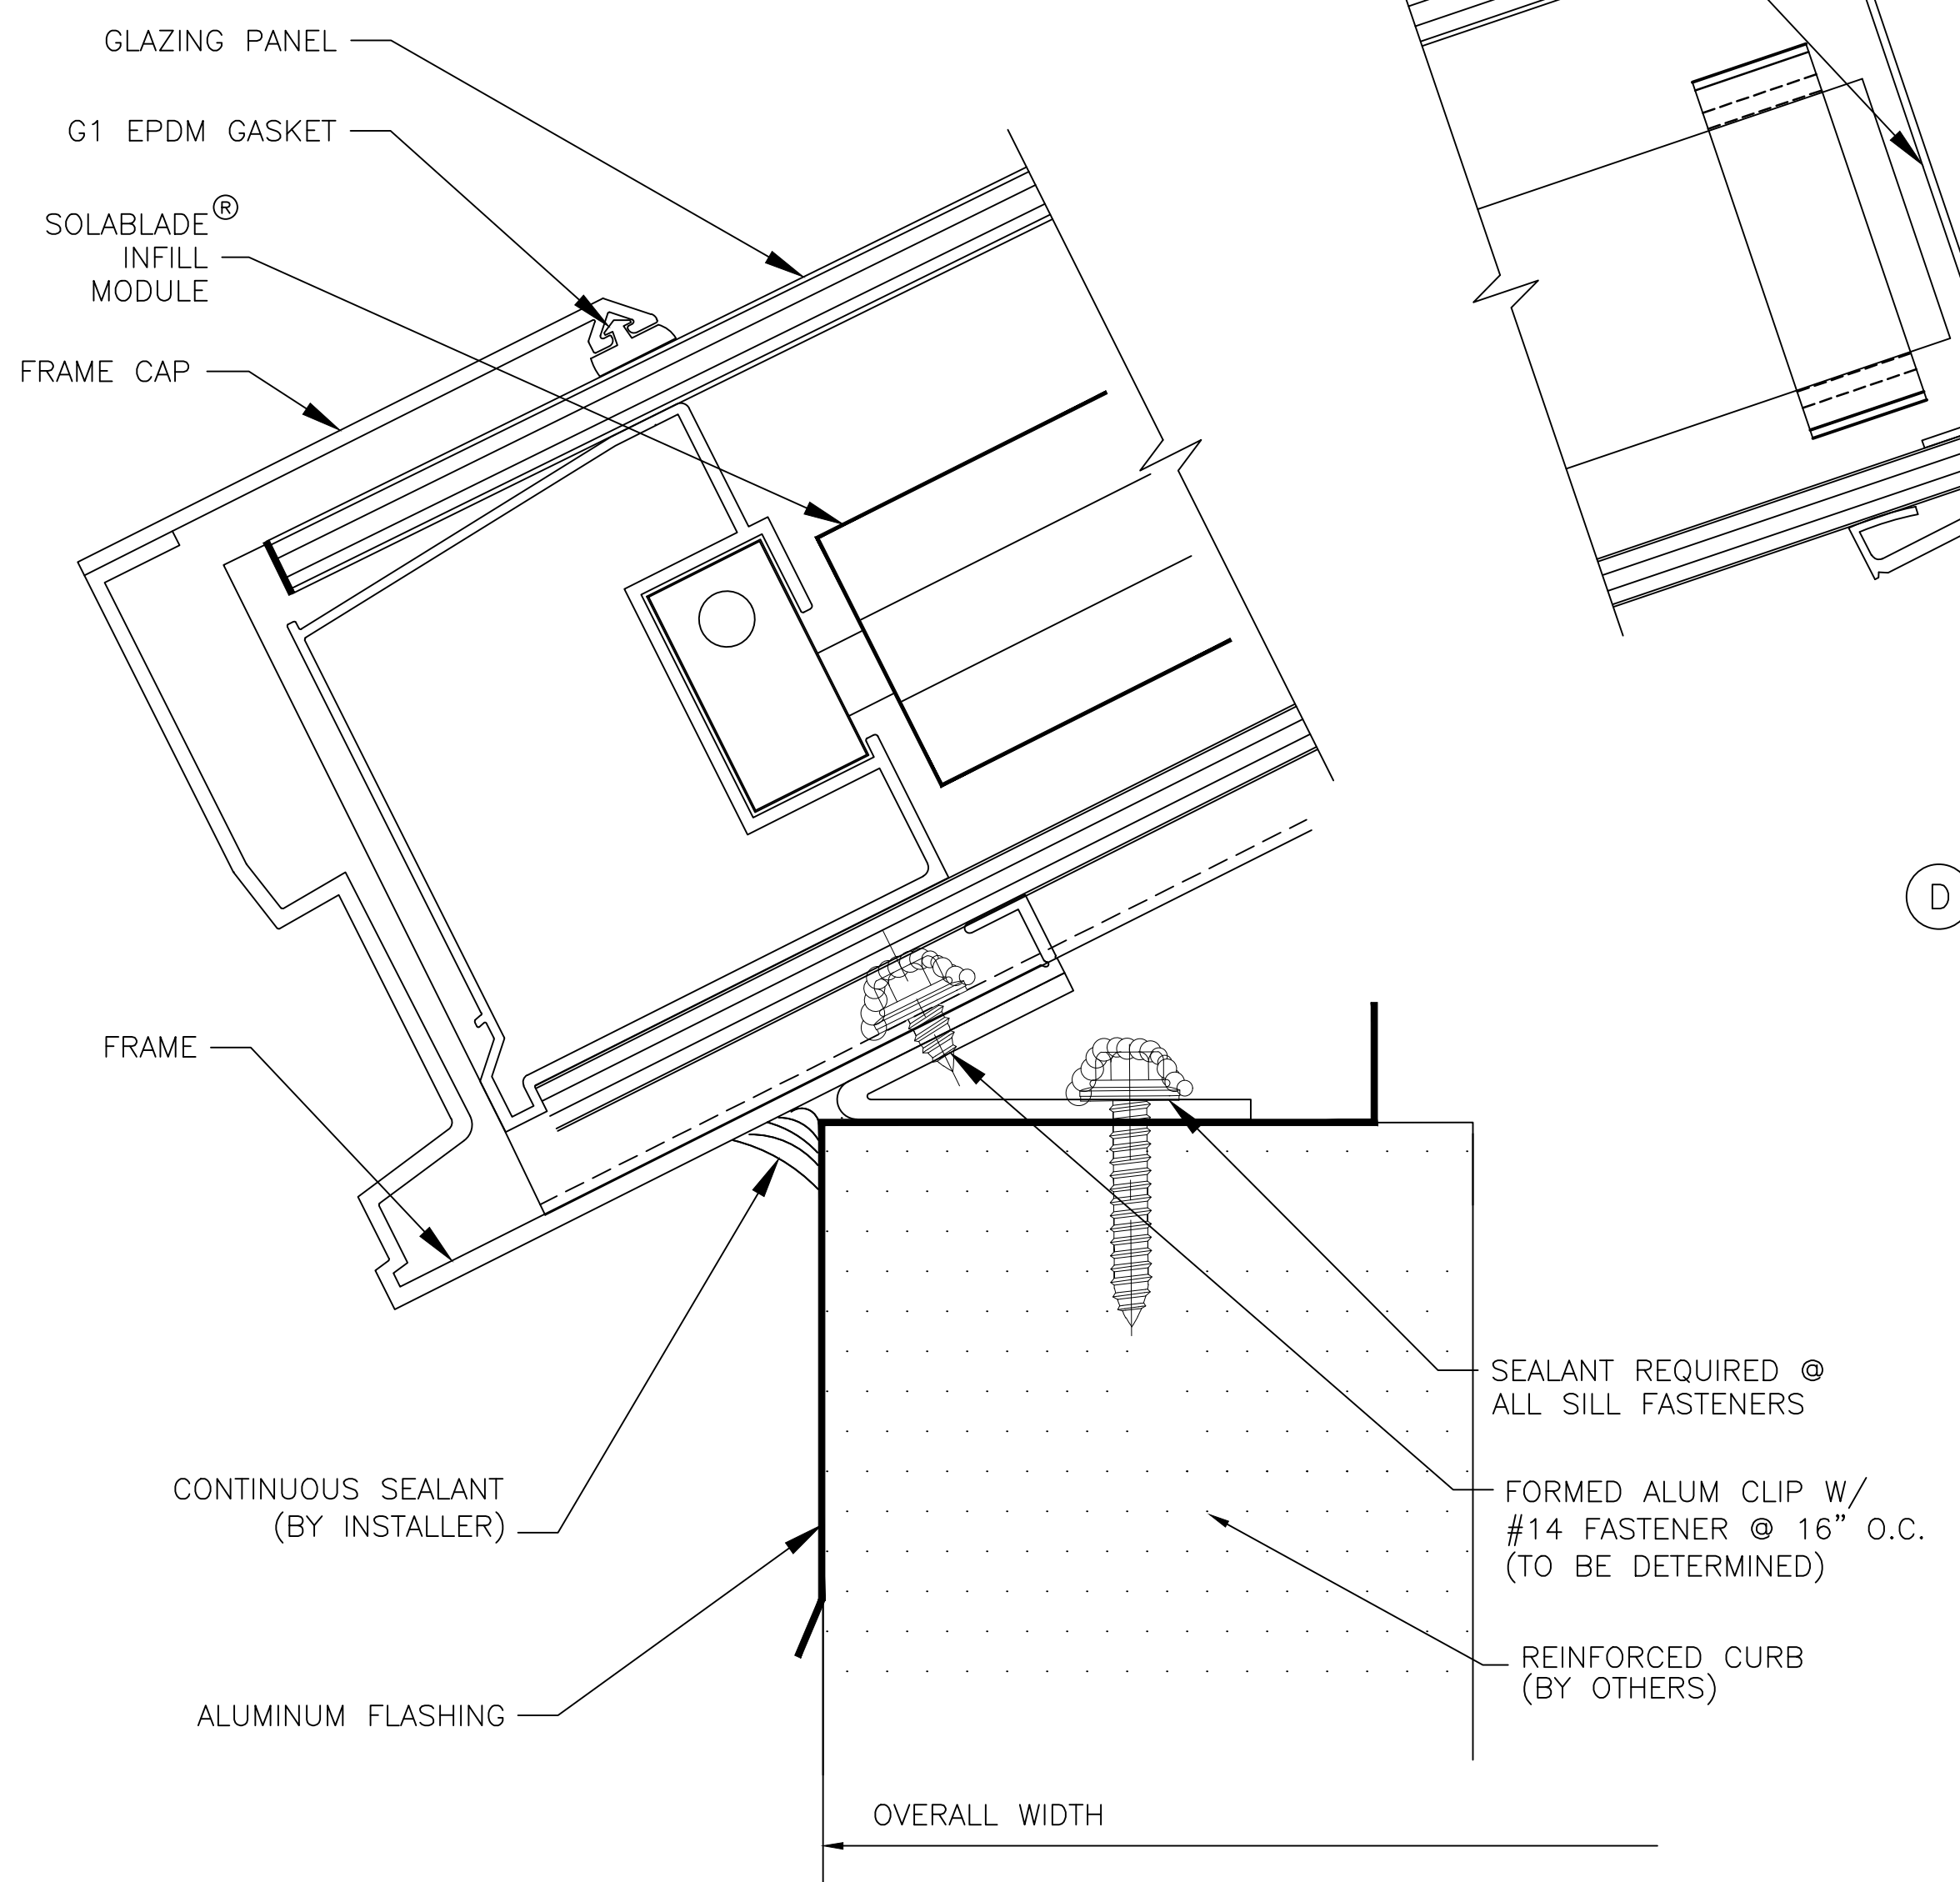 GLAZING PANEL
G1 EPDM GASKET
SOLABLADE®
INFILL
MODULE
FRAME CAP
D
FRAME
SEALANT REQUIRED @
ALL SILL FASTENERS
CONTINUOUS SEALANT
(BY INSTALLER)
FORMED ALUM CLIP W/
#14 FASTENER @ 16" O.C.
(TO BE DETERMINED)
REINFORCED CURB
(BY OTHERS)
ALUMINUM FLASHING
OVERALL WIDTH